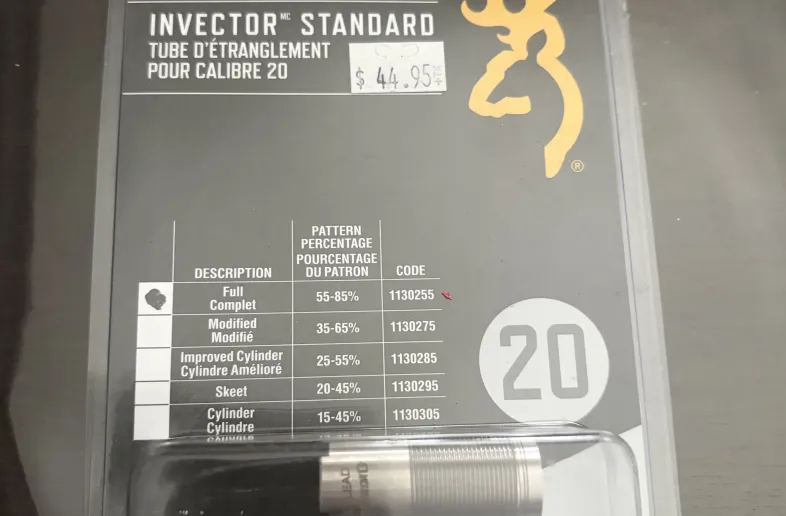 INVECTOR MC STANDARD
TUBE D'ÉTRANGLEMENT
POUR CALIBRE 20
$ 44.95
®
PATTERN
PERCENTAGE
POURCENTAGE
DU PATRON
DESCRIPTION
CODE
Full
Complet
55-85%
1130255
Modified
Modifié
35-65%
1130275
Improved Cylinder
Cylindre Amélioré
25-55%
1130285
Skeet
20-45%
1130295
Cylinder
Cylindre
15-45%
1130305
20
LEAD